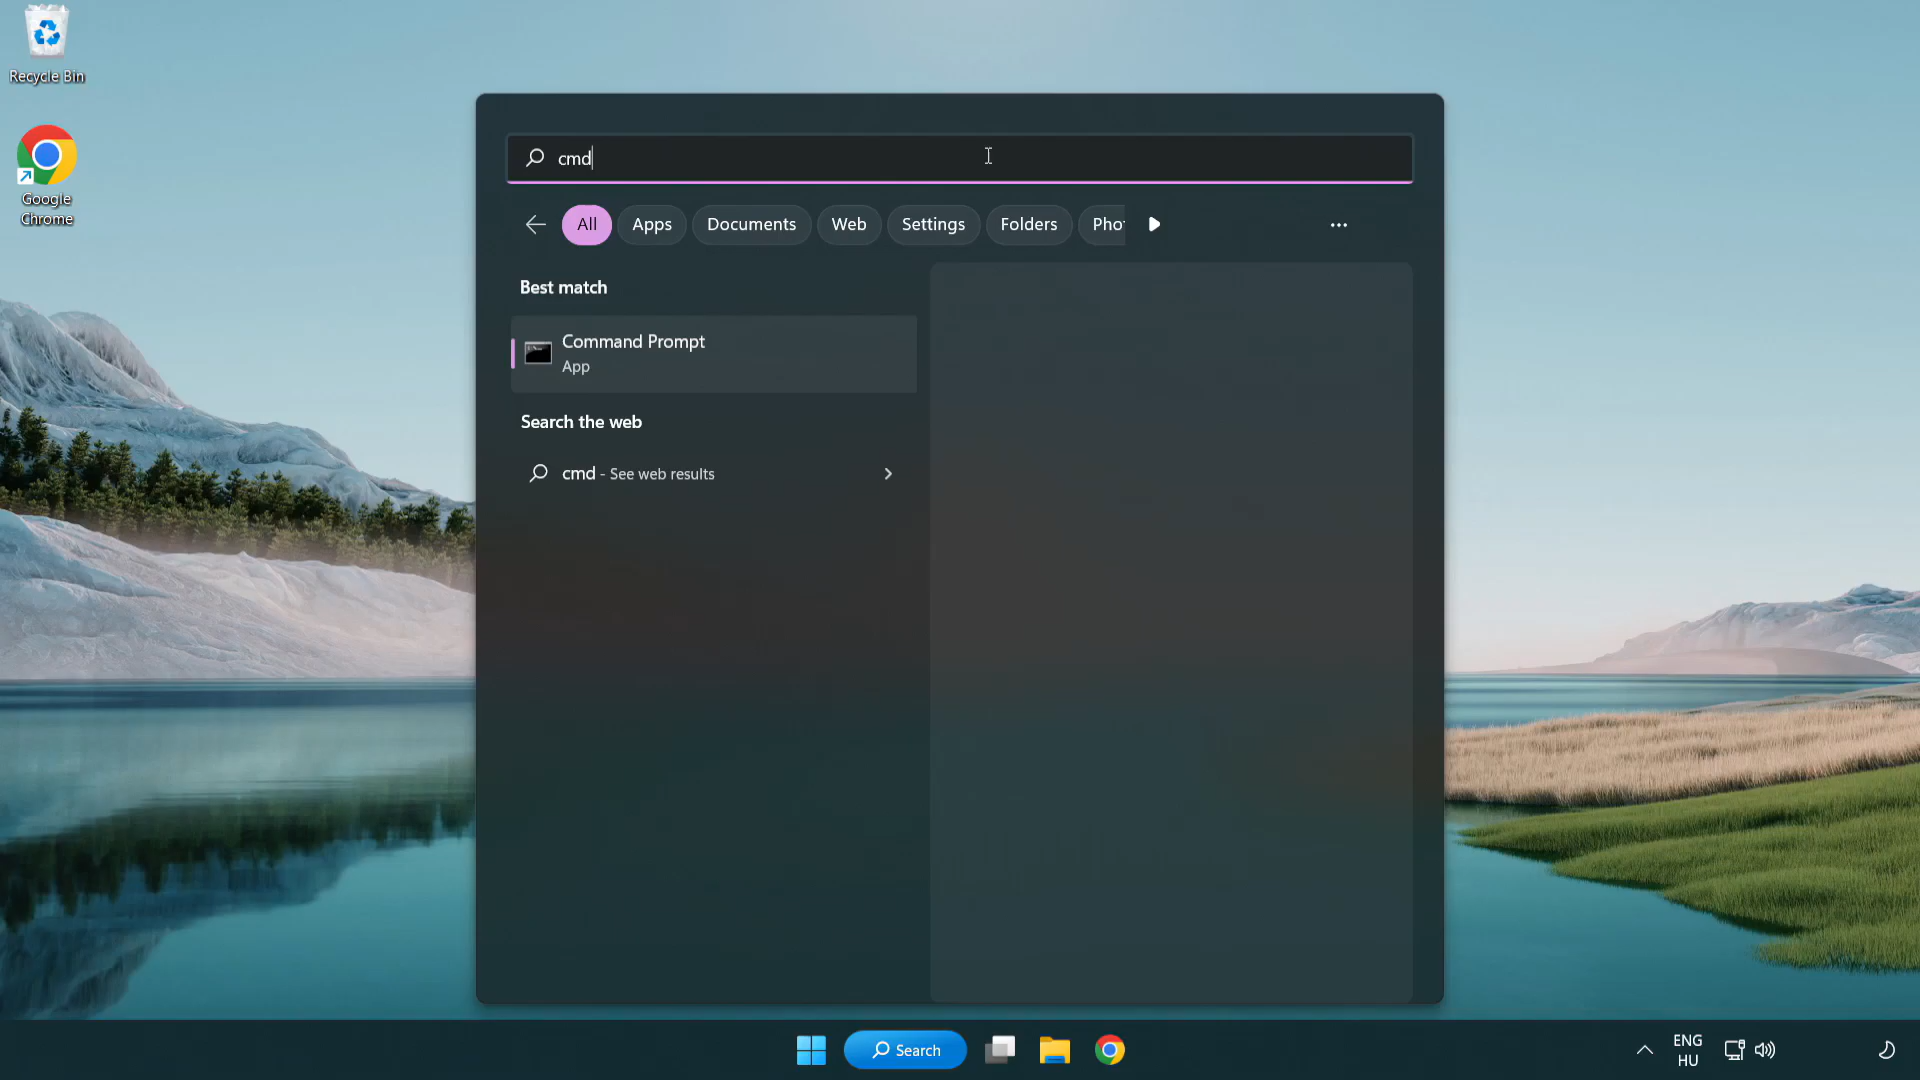 Recycle Bin
Google
Chrome
cmd
All Apps Documents Web Settings Folders
Best match
Command Prompt
App
Search the web
cmd - See web results
Search
ENG
HU